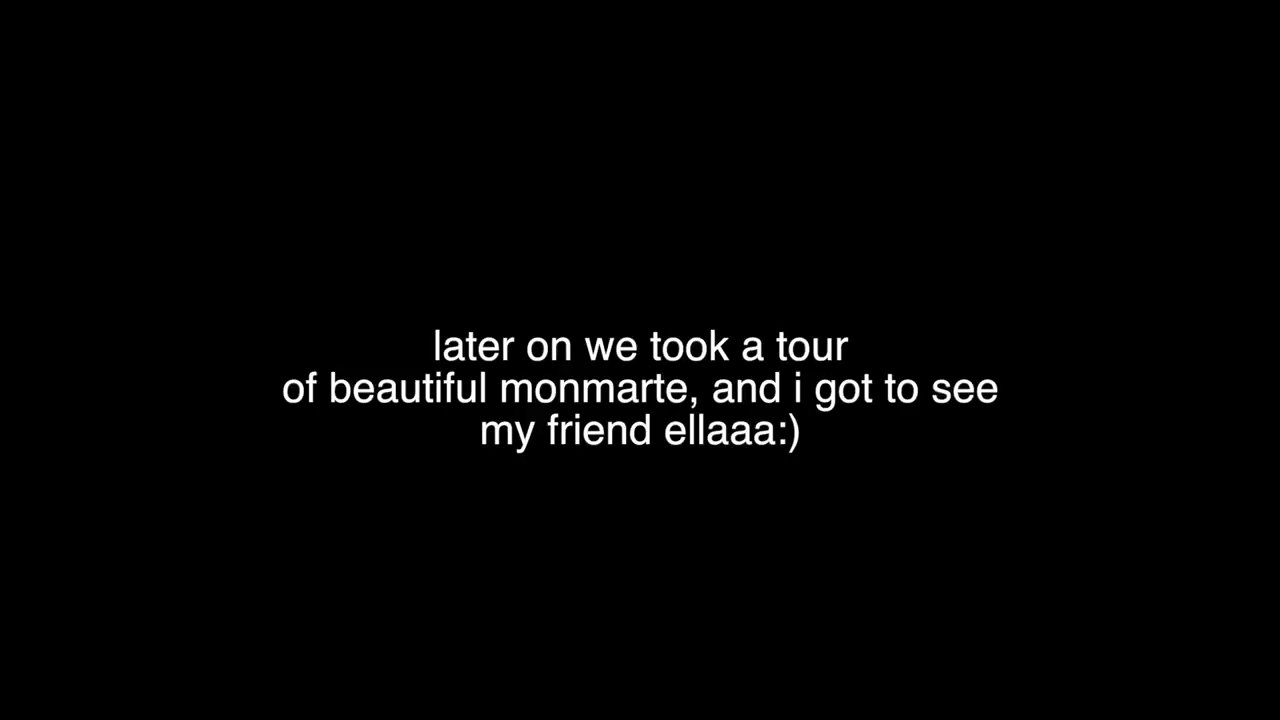 later on we took a tour
of beautiful monmarte, and i got to see
my friend ellaaa:)